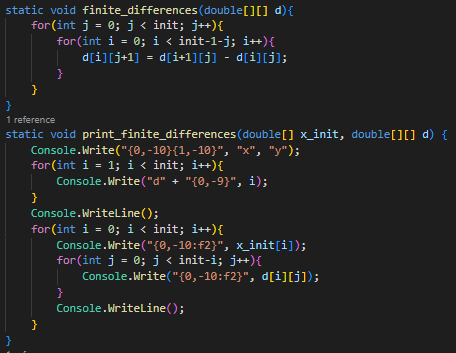 static void finite_differences(double[][] d){
    for(int j = 0; j < init; j++){
        for(int i = 0; i < init-1-j; i++){
            d[i][j+1] = d[i+1][j] - d[i][j];
        }
    }
}
1 reference
static void print_finite_differences(double[] x_init, double[][] d) {
    Console.Write("{0,-10}{1,-10}", "x", "y");
    for(int i = 1; i < init; i++){
        Console.Write("d" + "{0,-9}", i);
    }
    Console.WriteLine();
    for(int i = 0; i < init; i++){
        Console.Write("{0,-10:f2}", x_init[i]);
        for(int j = 0; j < init-i; j++){
            Console.Write("{0,-10:f2}", d[i][j]);
        }
        Console.WriteLine();
    }
}